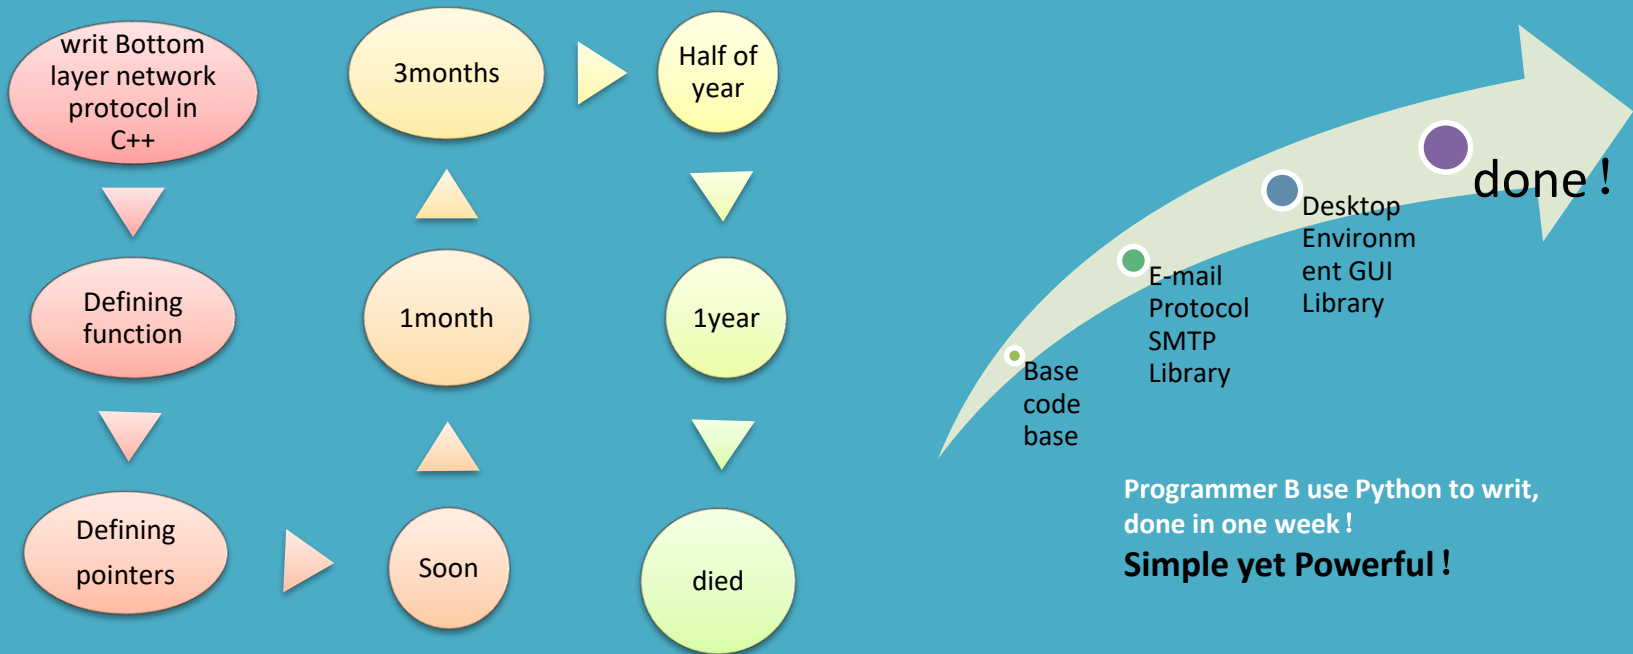 writ Bottom
layer network
protocol in
C++
Defining
function
Defining
pointers
Soon
1month
3months
Half of
year
1year
died
Base
code
base
E-mail
Protocol
SMTP
Library
Desktop
Environm
ent GUI
Library
done！
Programmer B use Python to writ,
done in one week！
Simple yet Powerful！